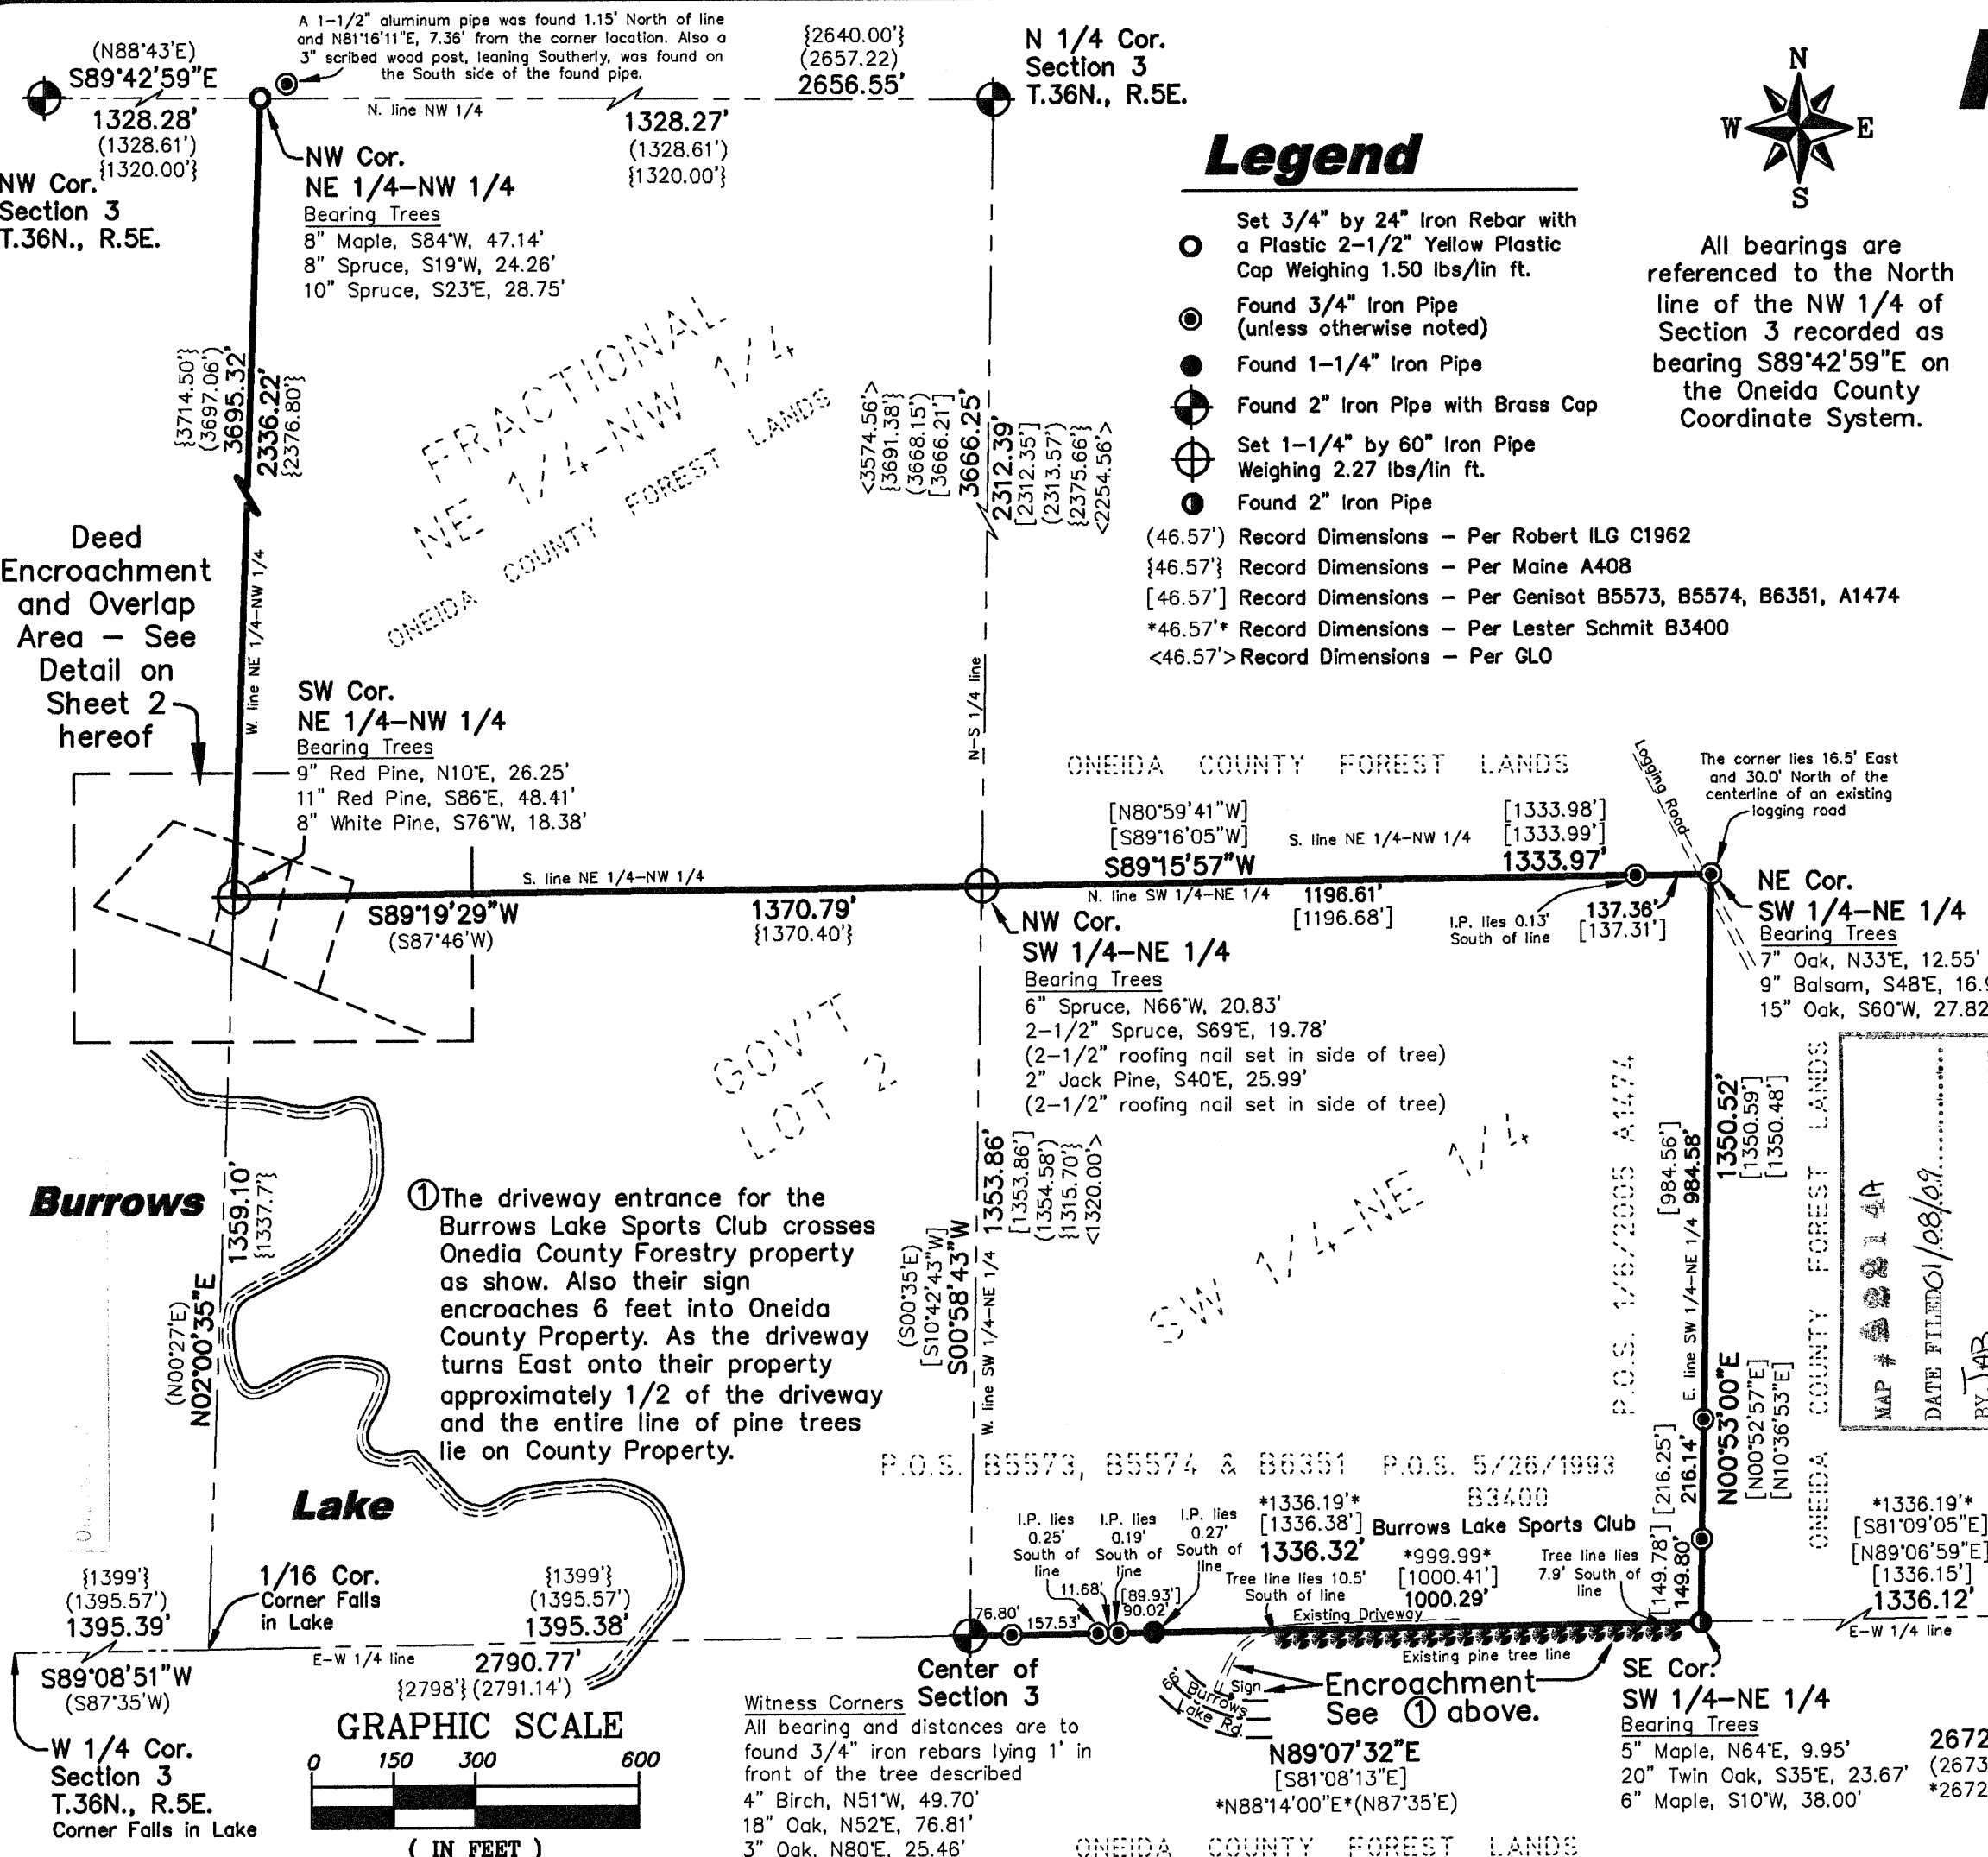 A 1-1/2" aluminum pipe was found 1.15' North of line
and N81°16'11"E, 7.36' from the corner location. Also a
3" scribed wood post, leaning Southerly, was found on
the South side of the found pipe.
(N88°43'E)
S89°42'59"E
1328.28'
(1328.61')
{1320.00'}
NW Cor.
Section 3
T.36N., R.5E.
N. line NW 1/4
1328.27'
(1328.61')
{1320.00'}
{2640.00'}
(2657.22)
2656.55'
N 1/4 Cor.
Section 3
T.36N., R.5E.
NW Cor.
NE 1/4-NW 1/4
Bearing Trees
8" Maple, S84°W, 47.14'
8" Spruce, S19°W, 24.26'
10" Spruce, S23°E, 28.75'
N
W
E
S
All bearings are
referenced to the North
line of the NW 1/4 of
Section 3 recorded as
bearing S89°42'59"E on
the Oneida County
Coordinate System.
Legend
Set 3/4" by 24" Iron Rebar with
a Plastic 2-1/2" Yellow Plastic
Cap Weighing 1.50 lbs/lin ft.
Found 3/4" Iron Pipe
(unless otherwise noted)
Found 1-1/4" Iron Pipe
Found 2" Iron Pipe with Brass Cap
Set 1-1/4" by 60" Iron Pipe
Weighing 2.27 lbs/lin ft.
Found 2" Iron Pipe
(46.57') Record Dimensions - Per Robert ILG C1962
{46.57'} Record Dimensions - Per Maine A408
[46.57'] Record Dimensions - Per Genisot B5573, B5574, B6351, A1474
*46.57'* Record Dimensions - Per Lester Schmit B3400
<46.57'> Record Dimensions - Per GLO
{3714.50'}
(3697.06')
3695.32'
2336.22'
{2376.80'}
W. line NE 1/4-NW 1/4
FRACTIONAL
NE 1/4-NW 1/4
ONEIDA COUNTY FOREST LANDS
<3574.56'>
{3691.38'}
(3668.15')
[3666.21']
3666.25'
2312.39'
[2312.35']
(2313.57')
{2375.66'}
<2254.56'>
N-S 1/4 line
Deed
Encroachment
and Overlap
Area - See
Detail on
Sheet 2
hereof
SW Cor.
NE 1/4-NW 1/4
Bearing Trees
9" Red Pine, N10°E, 26.25'
11" Red Pine, S86°E, 48.41'
8" White Pine, S76°W, 18.38'
S. line NE 1/4-NW 1/4
S89°19'29"W
(S87°46'W)
1370.79'
{1370.40'}
ONEIDA COUNTY FOREST LANDS
[N80°59'41"W]
[S89°16'05"W]
S89°15'57"W
S. line NE 1/4-NW 1/4
[1333.98']
[1333.99']
1333.97'
N. line SW 1/4-NE 1/4
1196.61'
[1196.68']
I.P. lies 0.13'
South of line
137.36'
[137.31']
Logging Road
The corner lies 16.5' East
and 30.0' North of the
centerline of an existing
logging road
NE Cor.
SW 1/4-NE 1/4
Bearing Trees
7" Oak, N33°E, 12.55'
9" Balsam, S48°E, 16.9
15" Oak, S60°W, 27.82
NW Cor.
SW 1/4-NE 1/4
Bearing Trees
6" Spruce, N66°W, 20.83'
2-1/2" Spruce, S69°E, 19.78'
(2-1/2" roofing nail set in side of tree)
2" Jack Pine, S40°E, 25.99'
(2-1/2" roofing nail set in side of tree)
GOV'T
LOT 2
SW 1/4-NE 1/4
Burrows
Lake
1359.10'
{1337.7'}
(N00°27'E)
N02°00'35"E
① The driveway entrance for the
Burrows Lake Sports Club crosses
Onedia County Forestry property
as show. Also their sign
encroaches 6 feet into Oneida
County Property. As the driveway
turns East onto their property
approximately 1/2 of the driveway
and the entire line of pine trees
lie on County Property.
(S00°35'E)
[S10°42'43"W]
S00°58'43"W
W. line SW 1/4-NE 1/4
1353.86'
[1353.86']
(1354.58')
{1315.70'}
<1320.00'>
P.O.S. 1/6/2005 A1474
[984.56']
984.58'
E. line SW 1/4-NE 1/4
1350.52'
[1350.59']
[1350.48']
N00°53'00"E
[N00°52'57"E]
[N10°36'53"E]
[216.25']
216.14'
[149.78']
149.80'
ONEIDA COUNTY FOREST LANDS
MAP # A2214A
DATE FILED 01/08/09
BY TAB
P.O.S. B5573, B5574 & B6351
P.O.S. 5/26/1993
B3400
I.P. lies
0.25'
South of
line
I.P. lies
0.19'
South of
line
I.P. lies
0.27'
South of
line
*1336.19'*
[1336.38']
1336.32'
Burrows Lake Sports Club
*999.99*
[1000.41']
1000.29'
Tree line lies 10.5'
South of line
Tree line lies
7.9' South of
line
76.80'
157.53'
11.68'
[89.93']
90.02'
Existing Driveway
Existing pine tree line
*1336.19'*
[S81°09'05"E]
[N89°06'59"E]
[1336.15']
1336.12'
E-W 1/4 line
{1399'}
(1395.57')
1395.39'
1/16 Cor.
Corner Falls
in Lake
{1399'}
(1395.57')
1395.38'
S89°08'51"W
(S87°35'W)
E-W 1/4 line
2790.77'
{2798'} (2791.14')
W 1/4 Cor.
Section 3
T.36N., R.5E.
Corner Falls in Lake
GRAPHIC SCALE
0 150 300 600
( IN FEET )
Center of
Section 3
Witness Corners
All bearing and distances are to
found 3/4" iron rebars lying 1' in
front of the tree described
4" Birch, N51°W, 49.70'
18" Oak, N52°E, 76.81'
3" Oak, N80°E, 25.46'
66'
Sign
Burrows
Lake Rd.
Encroachment
See ① above.
N89°07'32"E
[S81°08'13"E]
*N88°14'00"E*(N87°35'E)
SE Cor.
SW 1/4-NE 1/4
Bearing Trees
5" Maple, N64°E, 9.95'
20" Twin Oak, S35°E, 23.67'
6" Maple, S10°W, 38.00'
2672
(2673
*2672
ONEIDA COUNTY FOREST LANDS